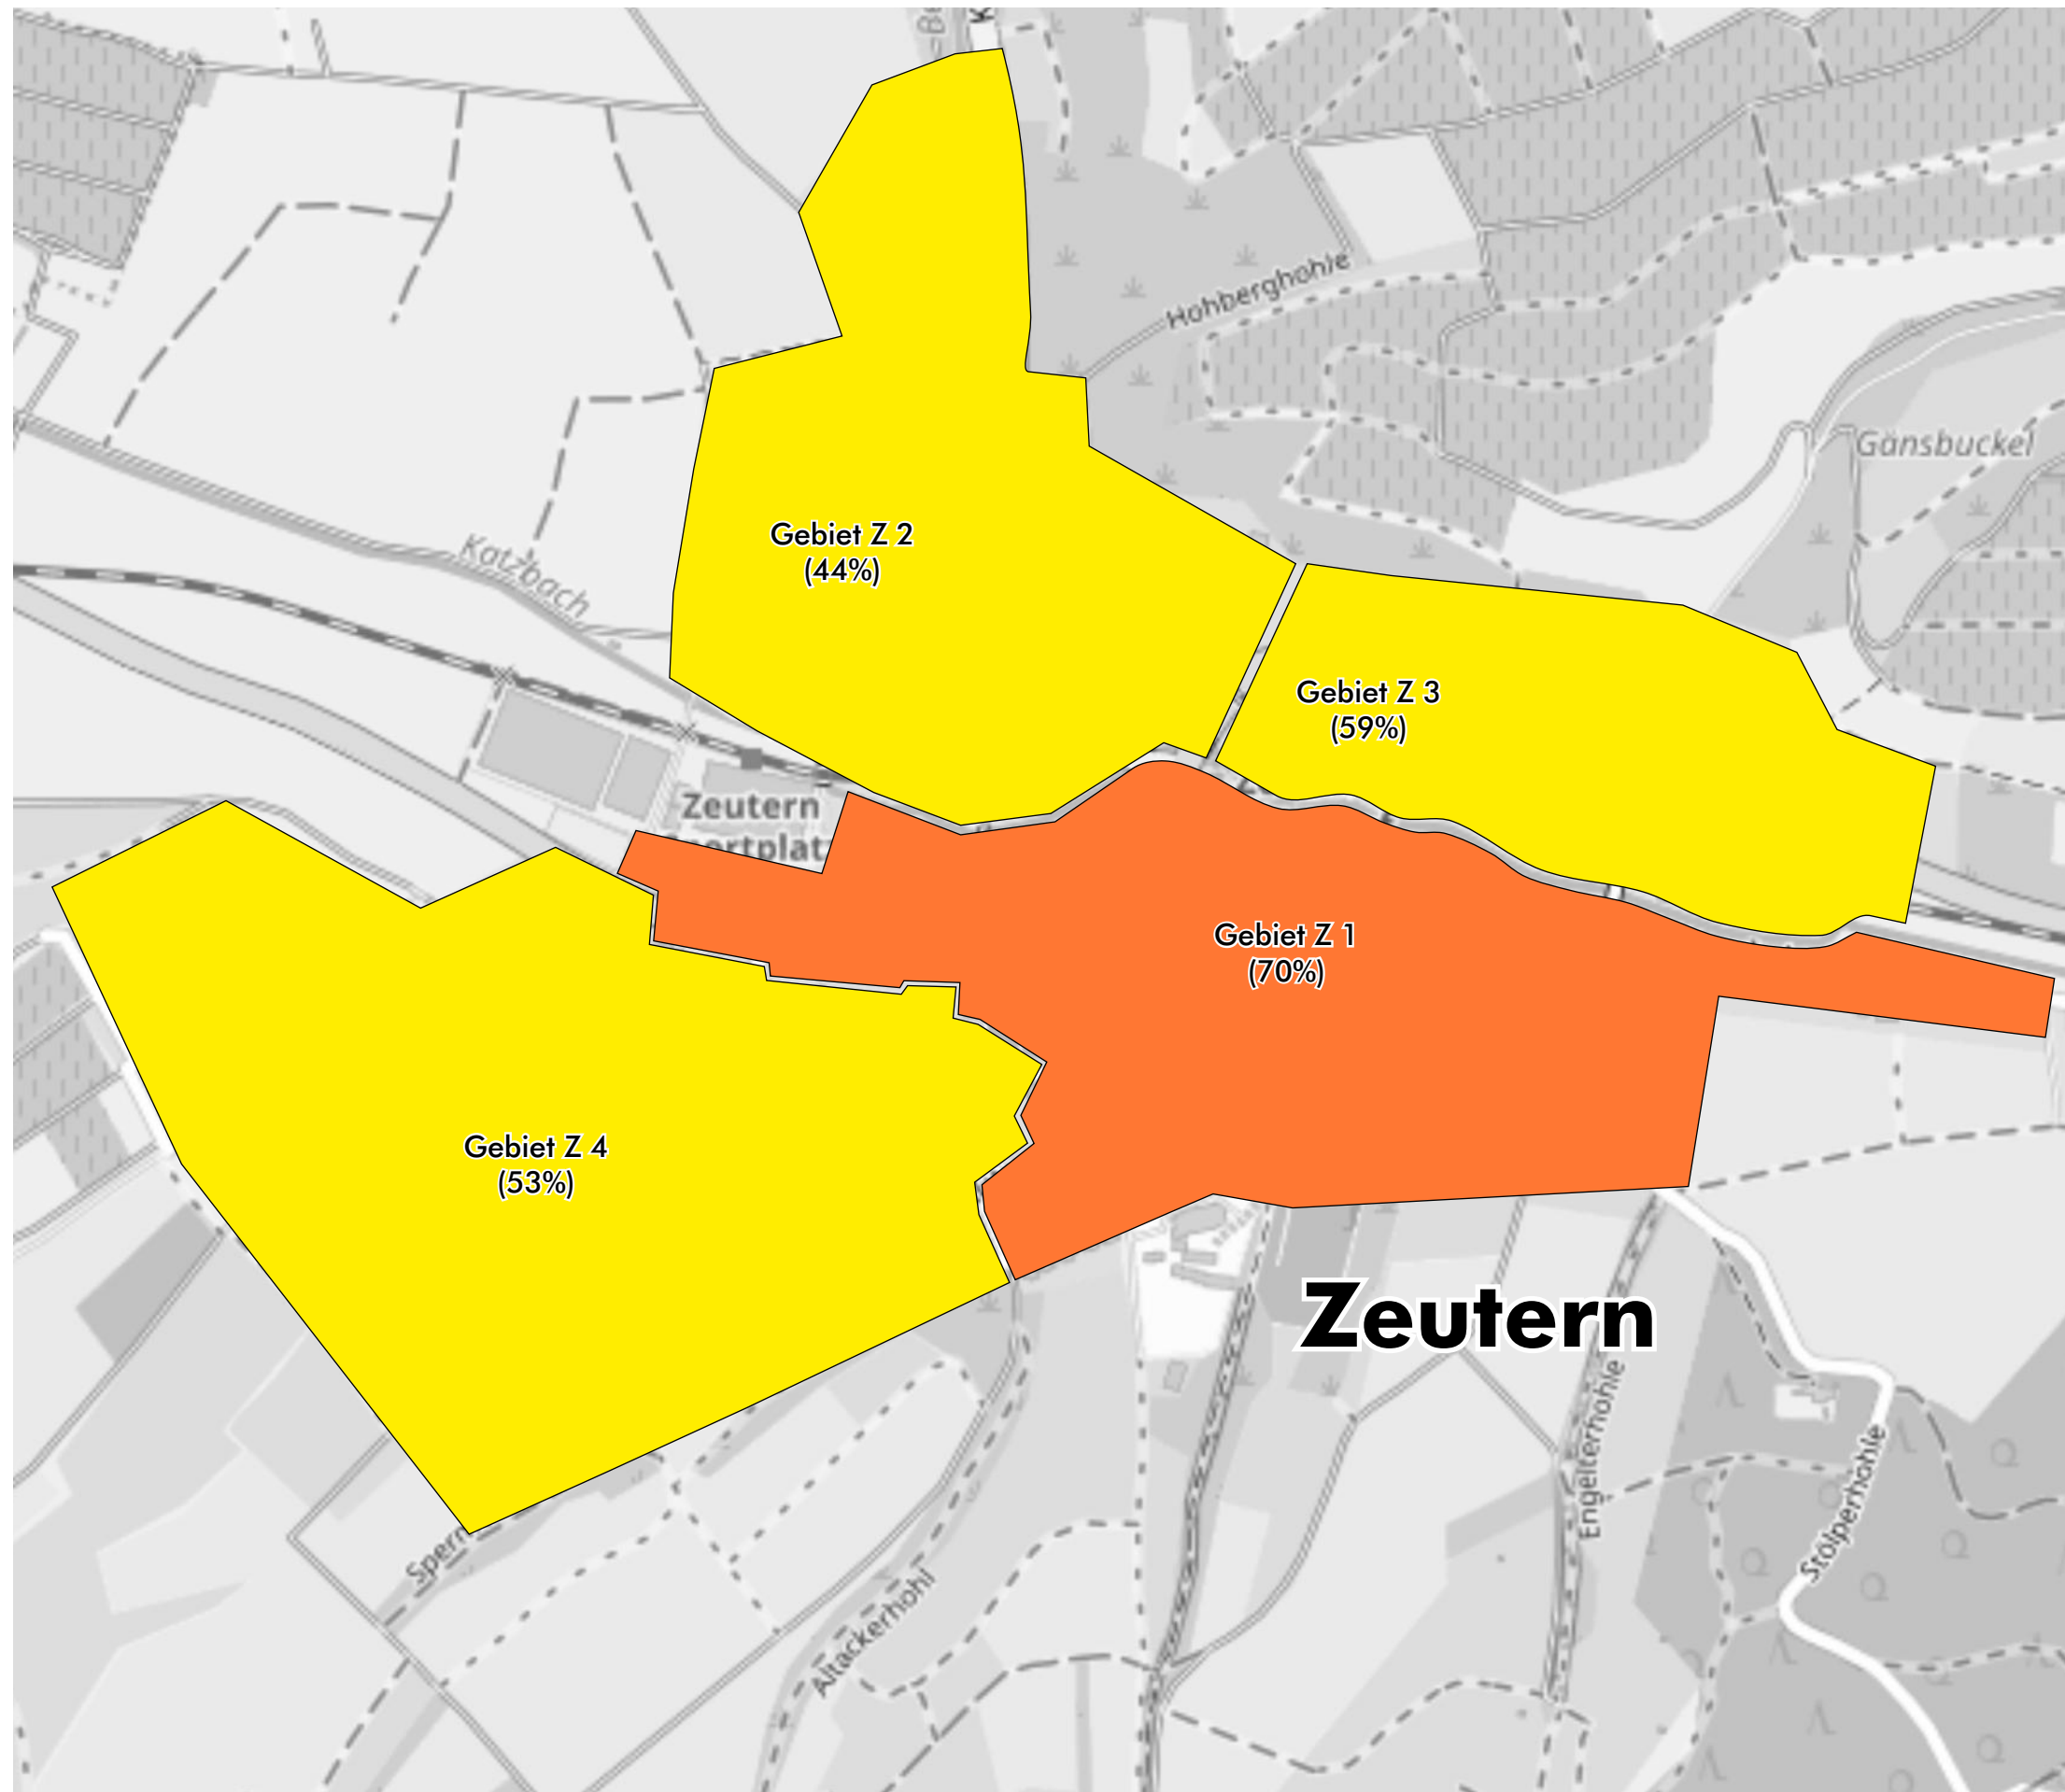 Hohberghohle
Gänsbuckel
Gebiet Z 2
(44%)
Katzbach
Gebiet Z 3
(59%)
Zeutern
Gebiet Z 1
(70%)
Gebiet Z 4
(53%)
Zeutern
Engelterhohle
Stölperhohle
Altackerhohl